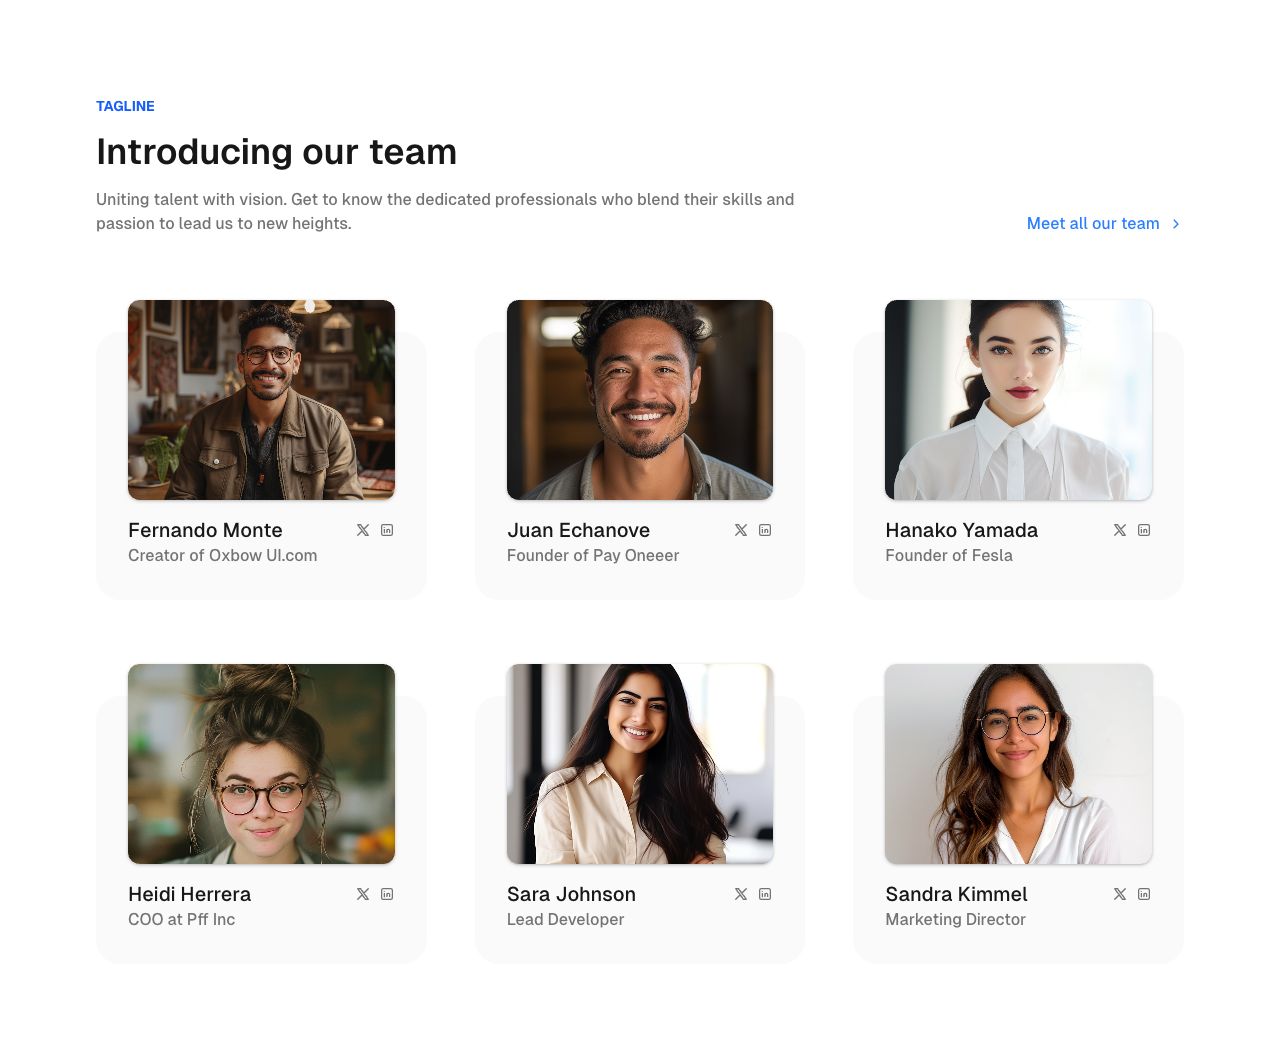 TAGLINE
Introducing our team
Uniting talent with vision. Get to know the dedicated professionals who blend their skills and
passion to lead us to new heights.
Meet all our team
Fernando Monte
Creator of Oxbow UI.com
Juan Echanove
Founder of Pay Oneeer
Hanako Yamada
Founder of Fesla
Heidi Herrera
COO at Pff Inc
Sara Johnson
Lead Developer
Sandra Kimmel
Marketing Director